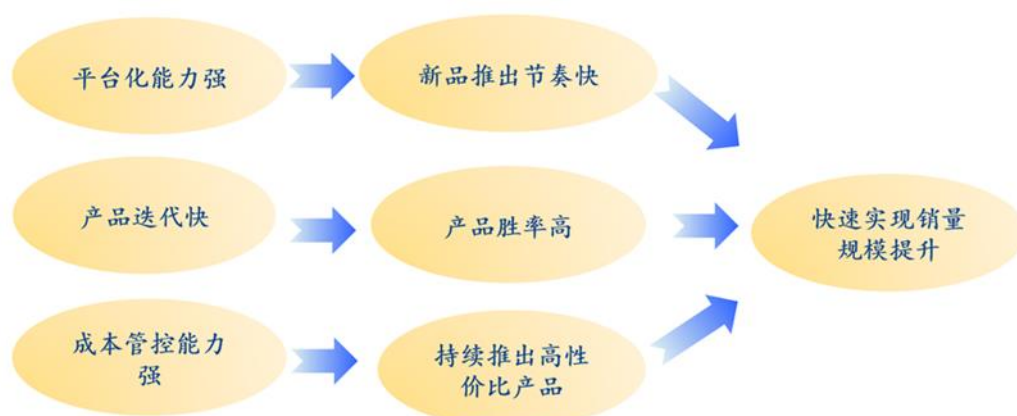 平台化能力强
新品推出节奏快
产品迭代快
产品胜率高
快速实现销量
规模提升
成本管控能力
强
持续推出高性
价比产品